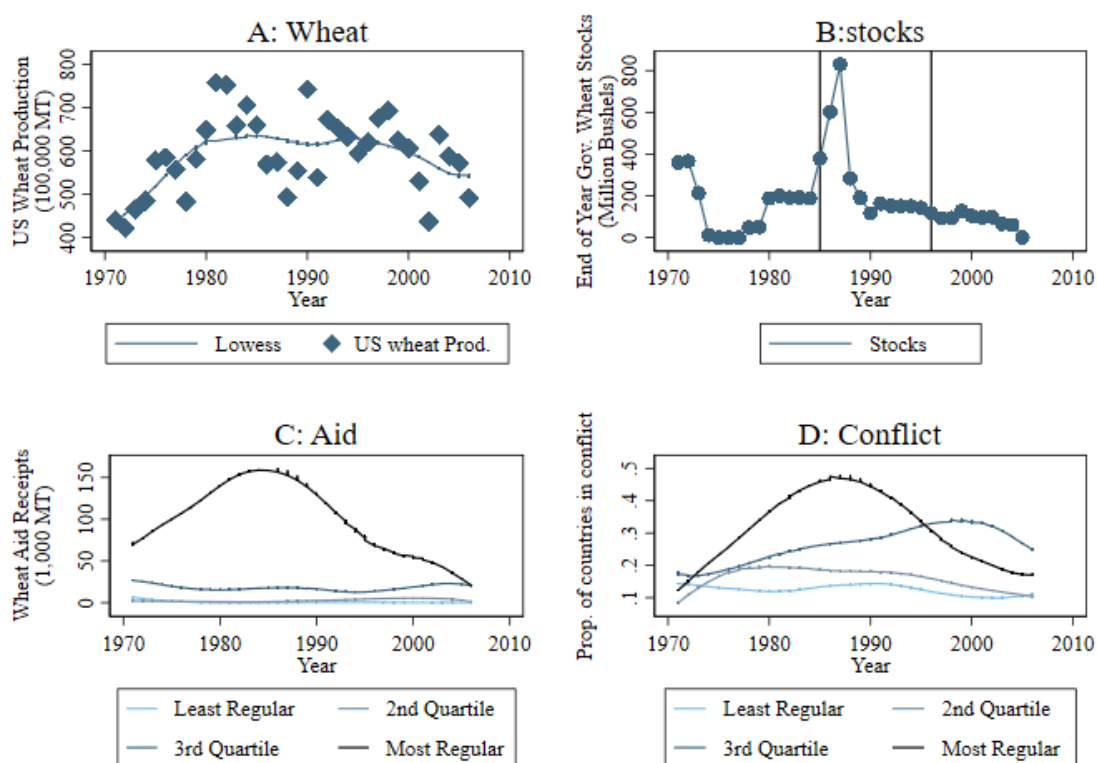 A: Wheat
US Wheat Production
(100,000 MT)
800
700
600
500
400
1970 1980 1990 2000 2010
Year
Lowess US wheat Prod.
B:stocks
End of Year Gov. Wheat Stocks
(Million Bushels)
800
600
400
200
0
1970 1980 1990 2000 2010
Year
Stocks
C: Aid
Wheat Aid Receipts
(1,000 MT)
150
100
50
0
1970 1980 1990 2000 2010
Year
Least Regular 2nd Quartile
3rd Quartile Most Regular
D: Conflict
Prop. of countries in conflict
.5
.4
.3
.2
.1
1970 1980 1990 2000 2010
Year
Least Regular 2nd Quartile
3rd Quartile Most Regular